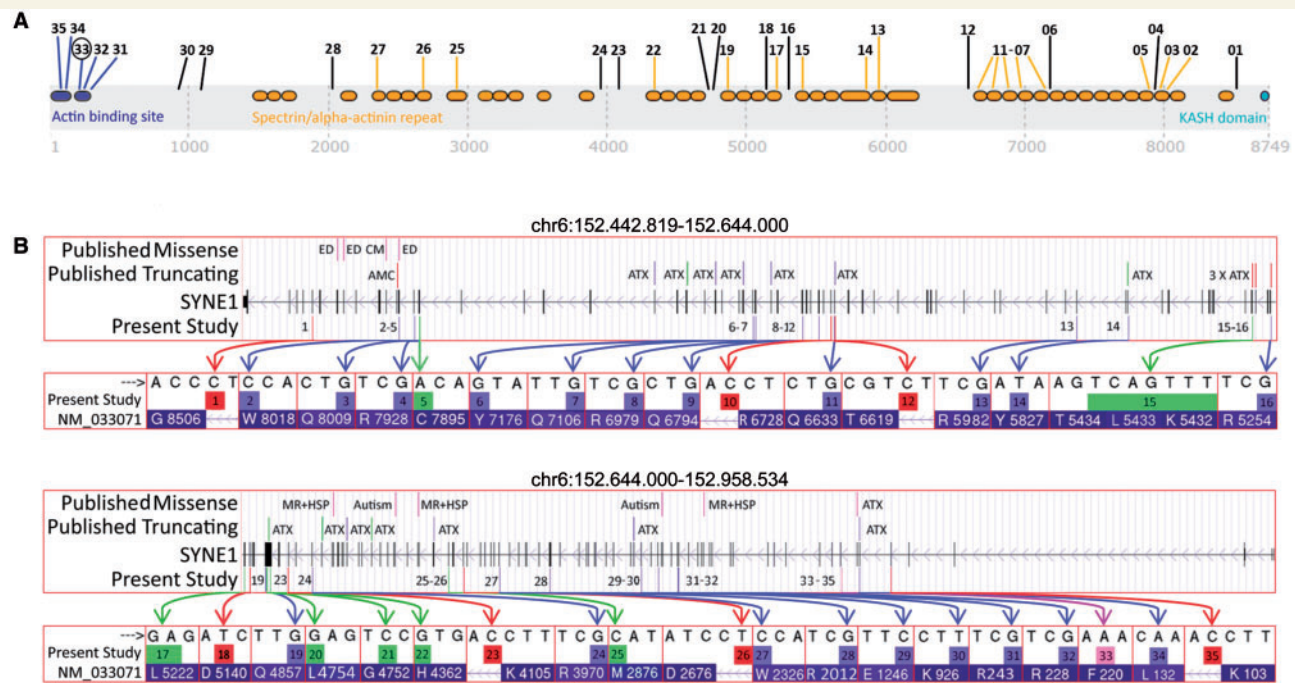 A
35 34 33 32 31 30 29 28 27 26 25 24 23 22 21 20 19 18 17 16 15 14 13 12 11-07 06 05 04 03 02 01
Actin binding site Spectrin/alpha-actinin repeat KASH domain
1 1000 2000 3000 4000 5000 6000 7000 8000 8749
B
chr6:152.442.819-152.644.000
Published Missense ED ED CM ED
Published Truncating AMC ATX ATX ATX ATX ATX ATX ATX 3 X ATX
SYNE1
Present Study 1 2-5 6-7 8-12 13 14 15-16
---> A C C C T C C A C T G T C G A C A G T A T T G T C G C T G A C C T C T G C G T C T T C G A T A A G T C A G T T T T C G
Present Study 1 2 3 4 5 6 7 8 9 10 11 12 13 14 15 16
NM_033071 G 8506 W 8018 Q 8009 R 7928 C 7895 Y 7176 Q 7106 R 6979 Q 6794 R 6728 Q 6633 T 6619 R 5982 Y 5827 T 5434 L 5433 K 5432 R 5254
chr6:152.644.000-152.958.534
Published Missense MR+HSP Autism MR+HSP Autism MR+HSP ATX
Published Truncating ATX ATX ATX ATX ATX ATX ATX
SYNE1
Present Study 19 23 24 25-26 27 28 29-30 31-32 33-35
---> G A G A T C T T G G A G T C C G T G A C C T T T C G C A T A T C C T C C A T C G T T C C T T T C G T C G A A A C A A A C C T T
Present Study 17 18 19 20 21 22 23 24 25 26 27 28 29 30 31 32 33 34 35
NM_033071 L 5222 D 5140 Q 4857 L4754 G 4752 H 4362 K 4105 R 3970 M 2876 D 2676 W 2326 R 2012 E 1246 K 926 R243 R 228 F 220 L 132 K 103